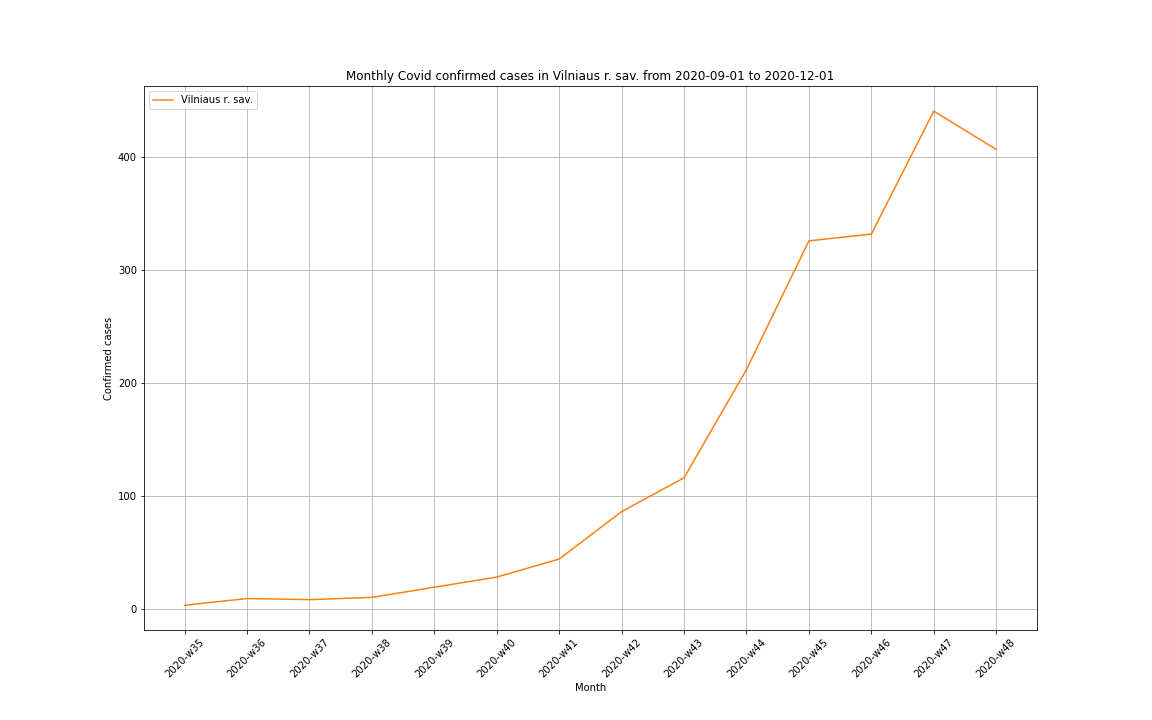 Monthly Covid confirmed cases in Vilniaus r. sav. from 2020-09-01 to 2020-12-01
Vilniaus r. sav.
Confirmed cases
400
300
200
100
0
2020-w35
2020-w36
2020-w37
2020-w38
2020-w39
2020-w40
2020-w41
2020-w42
2020-w43
2020-w44
2020-w45
2020-w46
2020-w47
2020-w48
Month